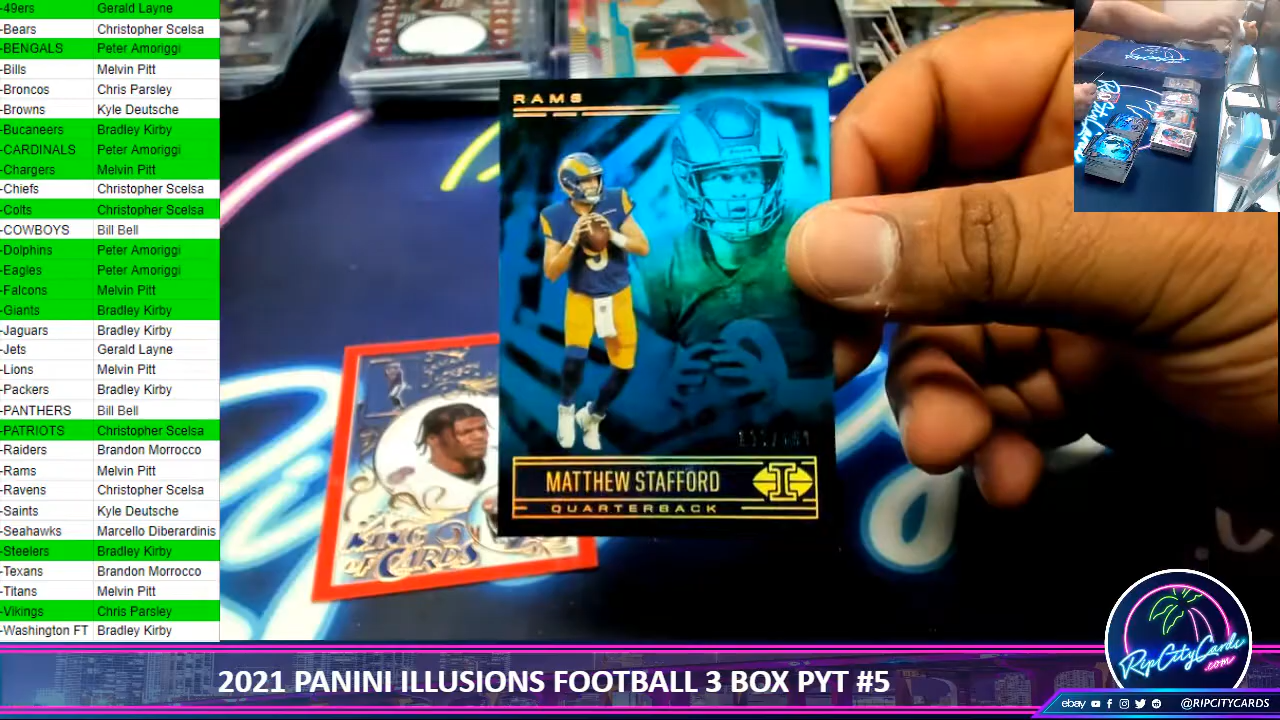 -49ers Gerald Layne
-Bears Christopher Scelsa
-BENGALS Peter Amoriggi
-Bills Melvin Pitt
-Broncos Chris Parsley
-Browns Kyle Deutsche
-Bucaneers Bradley Kirby
-CARDINALS Peter Amoriggi
-Chargers Melvin Pitt
-Chiefs Christopher Scelsa
-Colts Christopher Scelsa
-COWBOYS Bill Bell
-Dolphins Peter Amoriggi
-Eagles Peter Amoriggi
-Falcons Melvin Pitt
-Giants Bradley Kirby
-Jaguars Bradley Kirby
-Jets Gerald Layne
-Lions Melvin Pitt
-Packers Bradley Kirby
-PANTHERS Bill Bell
-PATRIOTS Christopher Scelsa
-Raiders Brandon Morrocco
-Rams Melvin Pitt
-Ravens Christopher Scelsa
-Saints Kyle Deutsche
-Seahawks Marcello Diberardinis
-Steelers Bradley Kirby
-Texans Brandon Morrocco
-Titans Melvin Pitt
-Vikings Chris Parsley
-Washington FT Bradley Kirby
RAMS
9
MATTHEW STAFFORD
QUARTERBACK
KING
OF CARDS
RipCityCards
.com
2021 PANINI ILLUSIONS FOOTBALL 3 BOX PYT #5
ebay @RIPCITYCARDS